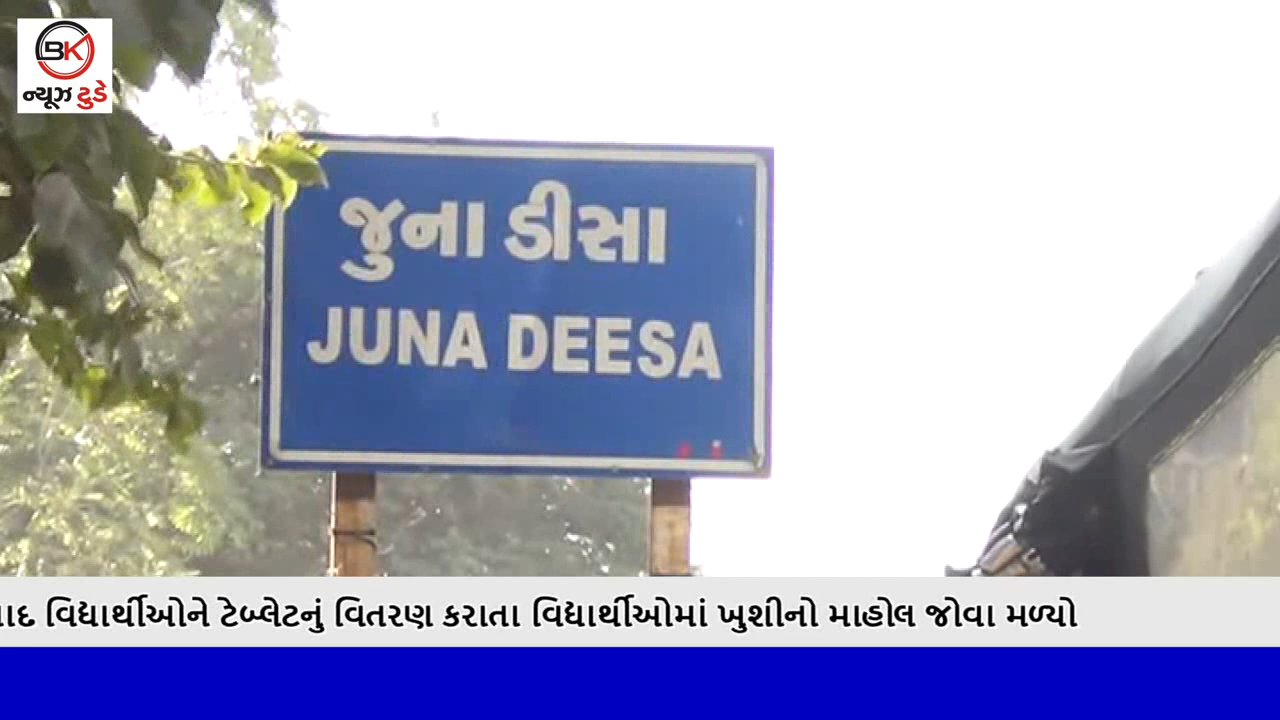 BK
ન્યૂઝ ટુડે
જુના ડીસા
JUNA DEESA
વિદ્યાર્થીઓને ટેબ્લેટનું વિતરણ કરાતા વિદ્યાર્થીઓમાં ખુશીનો માહોલ જોવા મળ્યો